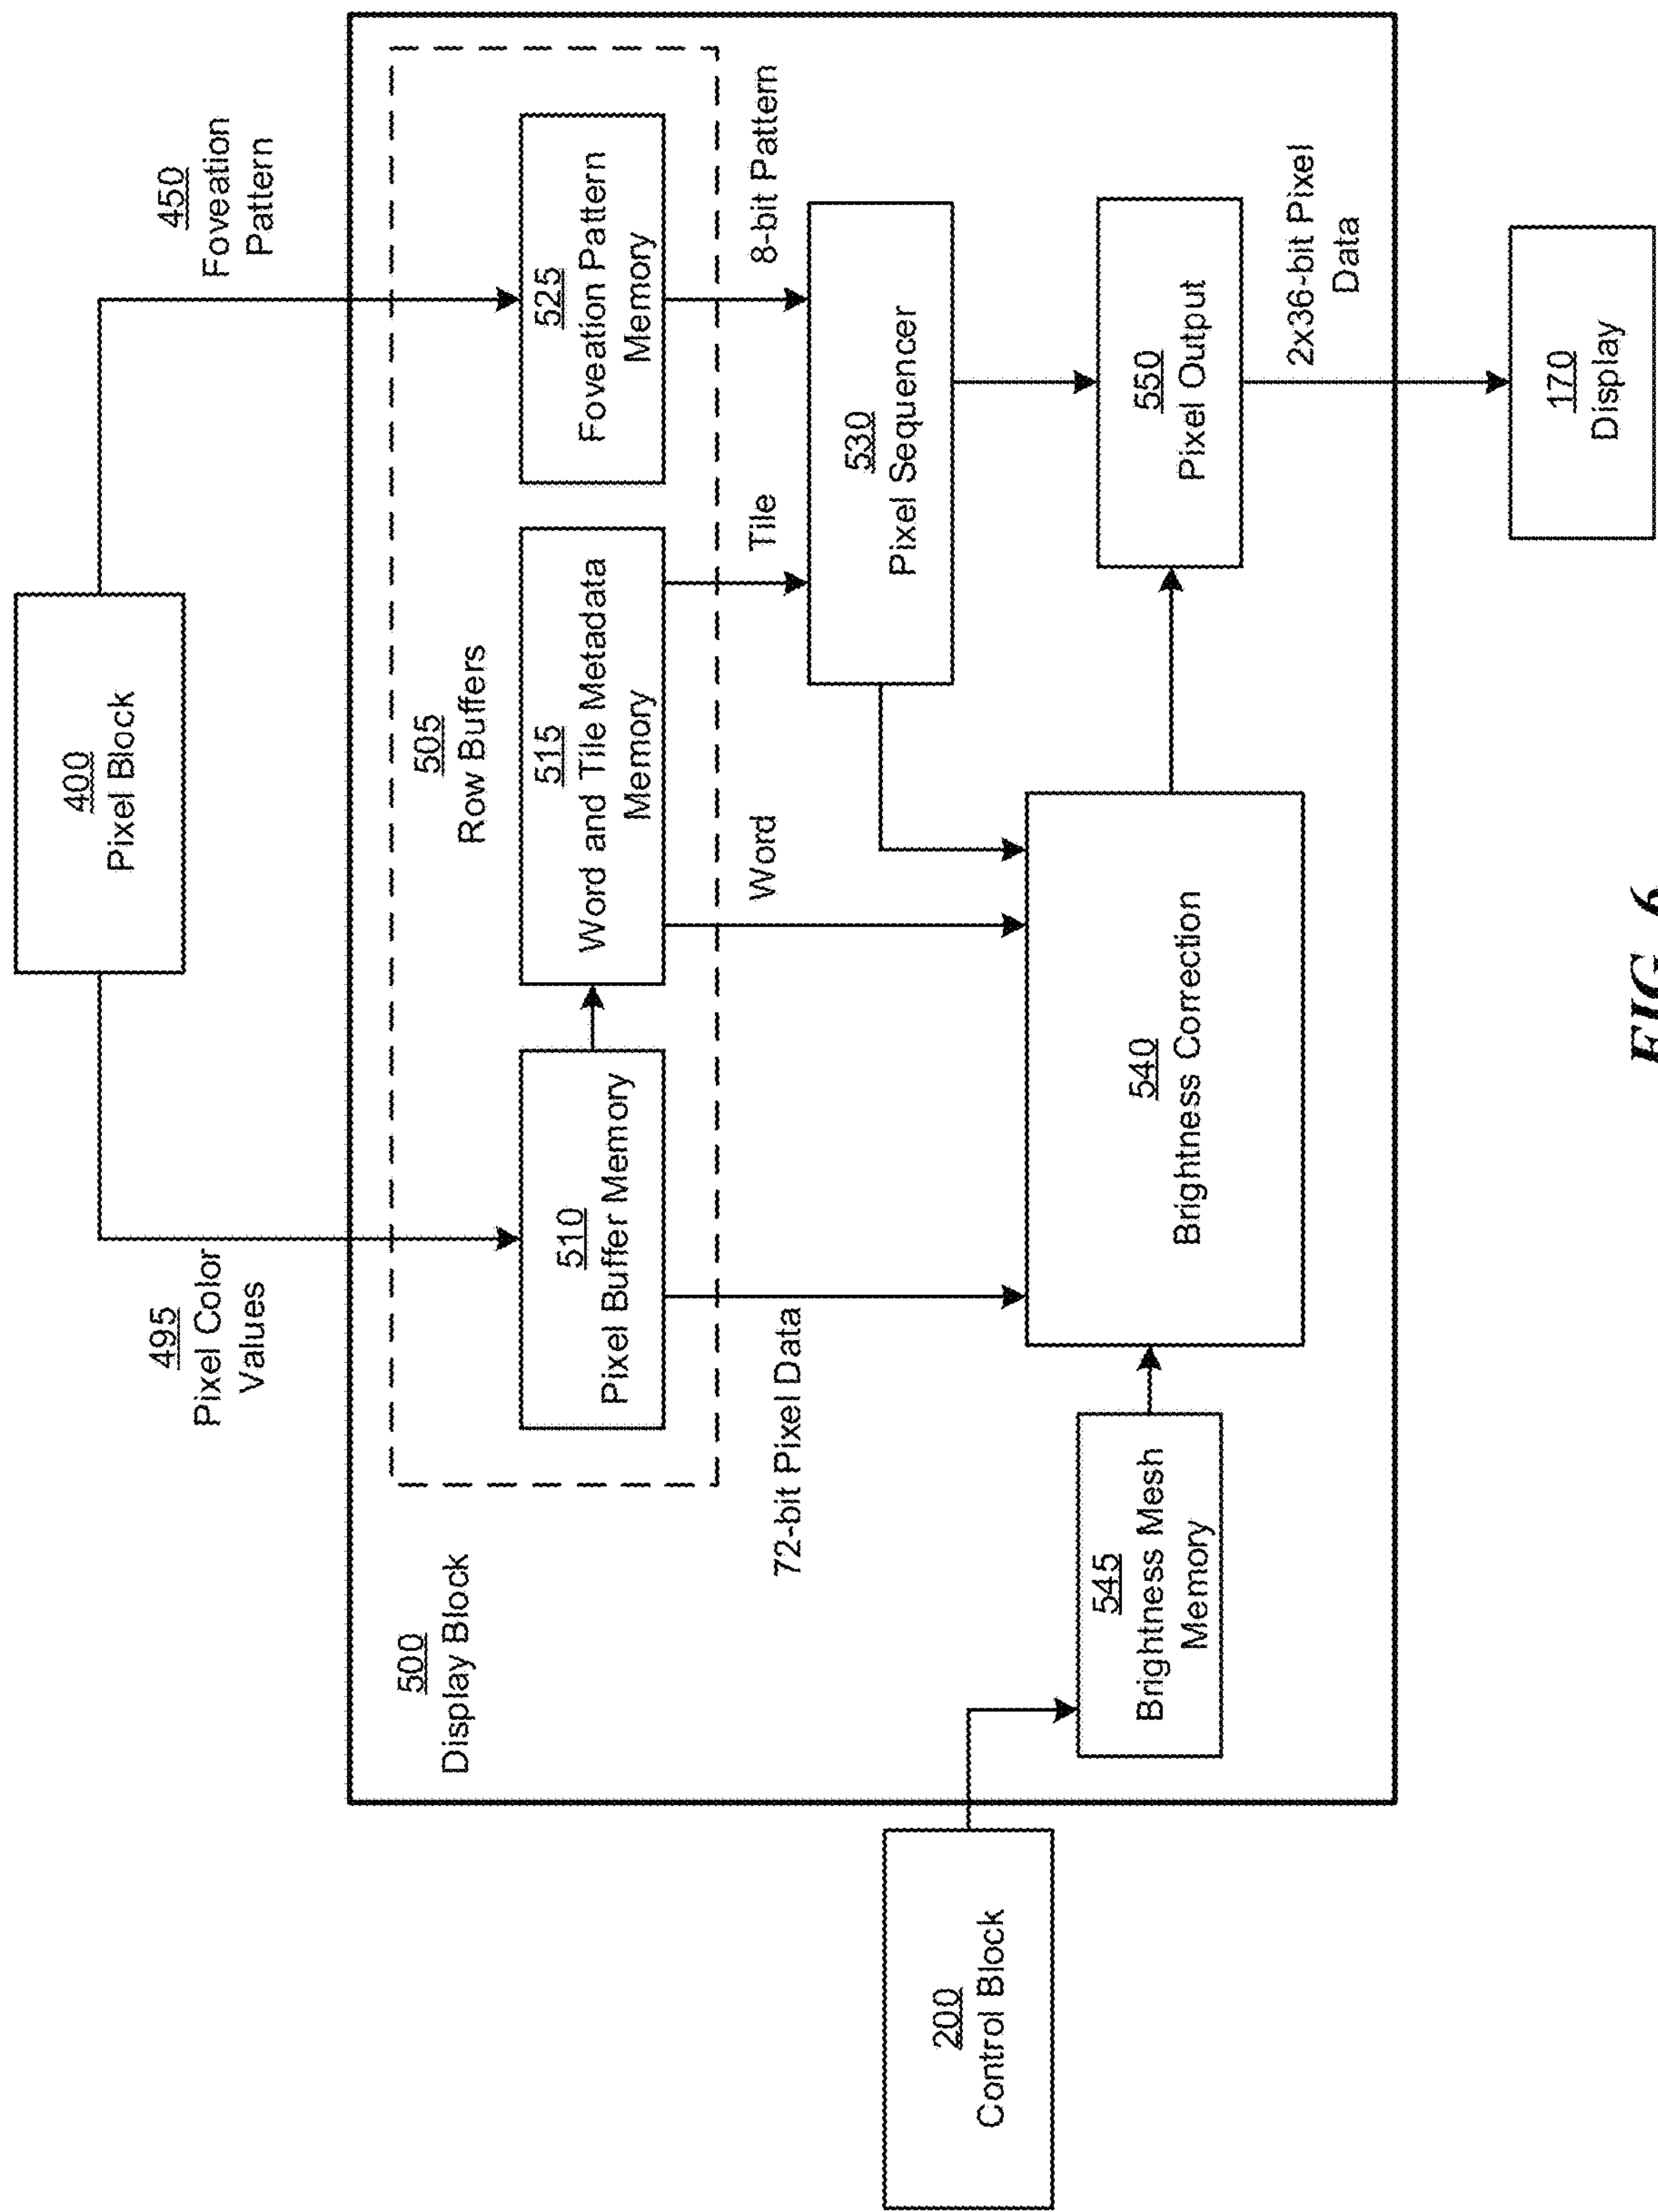 400
Pixel Block
495
Pixel Color
Values
450
Foveation
Pattern
500
Display Block
505
Row Buffers
510
Pixel Buffer Memory
515
Word and Tile Metadata
Memory
525
Foveation Pattern
Memory
72-bit Pixel Data
Word
Tile
8-bit Pattern
530
Pixel Sequencer
200
Control Block
545
Brightness Mesh
Memory
540
Brightness Correction
550
Pixel Output
2x36-bit Pixel
Data
170
Display
FIG. 6